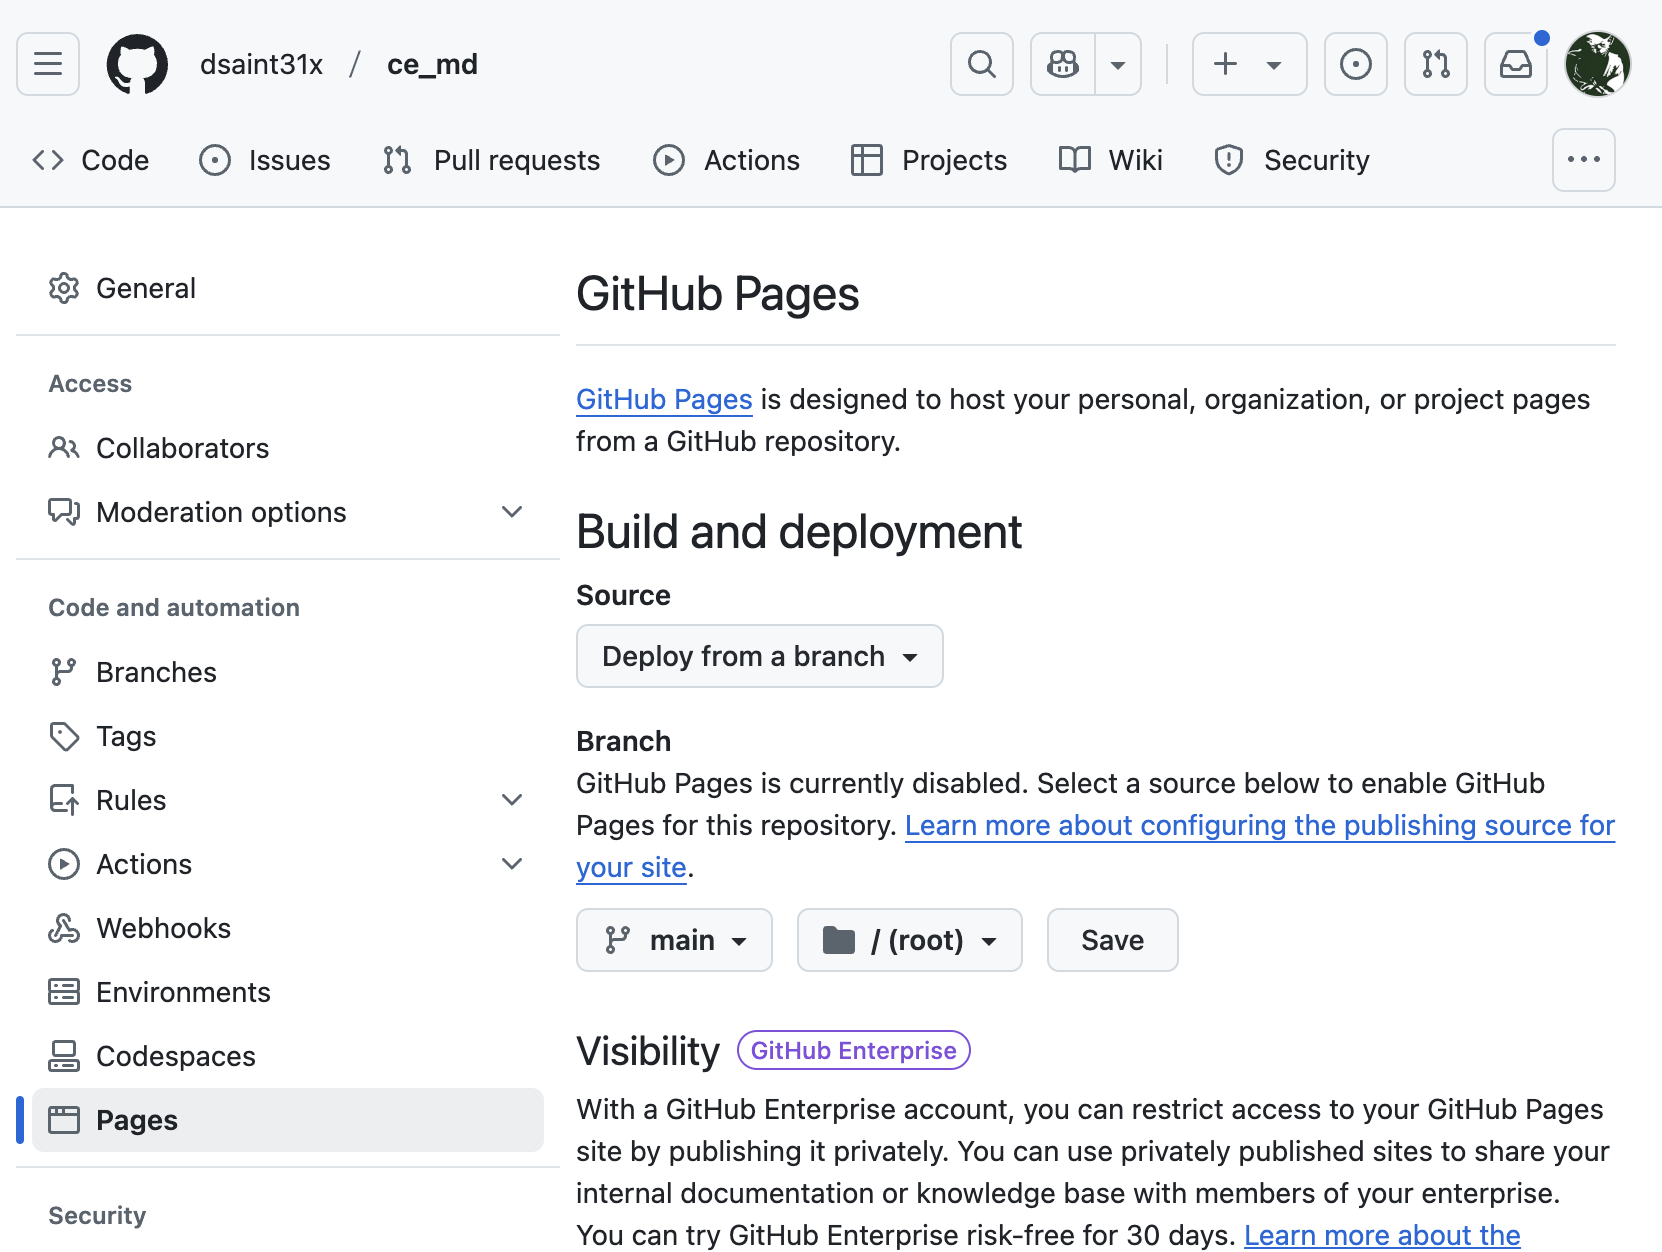 dsaint31x / ce_md
Code
Issues
Pull requests
Actions
Projects
Wiki
Security
General
Access
Collaborators
Moderation options
Code and automation
Branches
Tags
Rules
Actions
Webhooks
Environments
Codespaces
Pages
Security
GitHub Pages
GitHub Pages is designed to host your personal, organization, or project pages
from a GitHub repository.
Build and deployment
Source
Deploy from a branch
Branch
GitHub Pages is currently disabled. Select a source below to enable GitHub
Pages for this repository. Learn more about configuring the publishing source for
your site.
main
/ (root)
Save
Visibility GitHub Enterprise
With a GitHub Enterprise account, you can restrict access to your GitHub Pages
site by publishing it privately. You can use privately published sites to share your
internal documentation or knowledge base with members of your enterprise.
You can try GitHub Enterprise risk-free for 30 days. Learn more about the